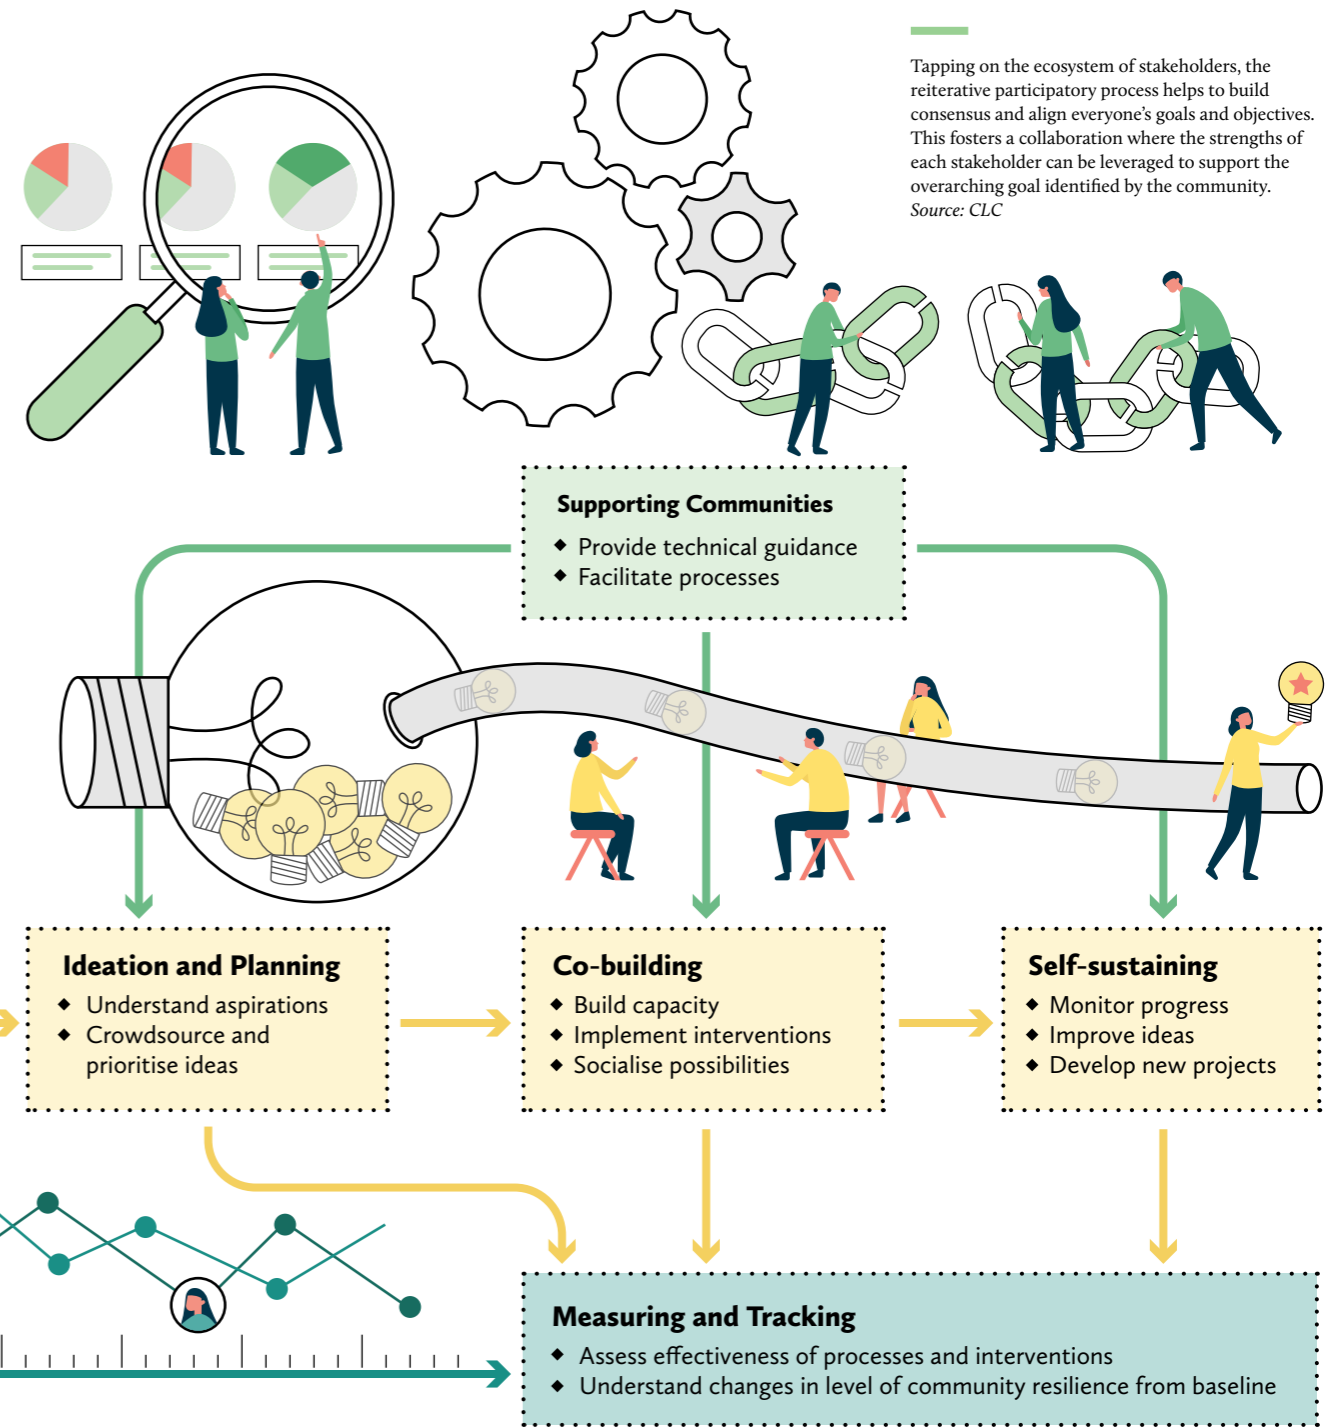 Tapping on the ecosystem of stakeholders, the
reiterative participatory process helps to build
consensus and align everyone's goals and objectives.
This fosters a collaboration where the strengths of
each stakeholder can be leveraged to support the
overarching goal identified by the community.
Source: CLC
Supporting Communities
◆ Provide technical guidance
◆ Facilitate processes
Ideation and Planning
◆ Understand aspirations
◆ Crowdsource and
prioritise ideas
Co-building
◆ Build capacity
◆ Implement interventions
◆ Socialise possibilities
Self-sustaining
◆ Monitor progress
◆ Improve ideas
◆ Develop new projects
Measuring and Tracking
◆ Assess effectiveness of processes and interventions
◆ Understand changes in level of community resilience from baseline